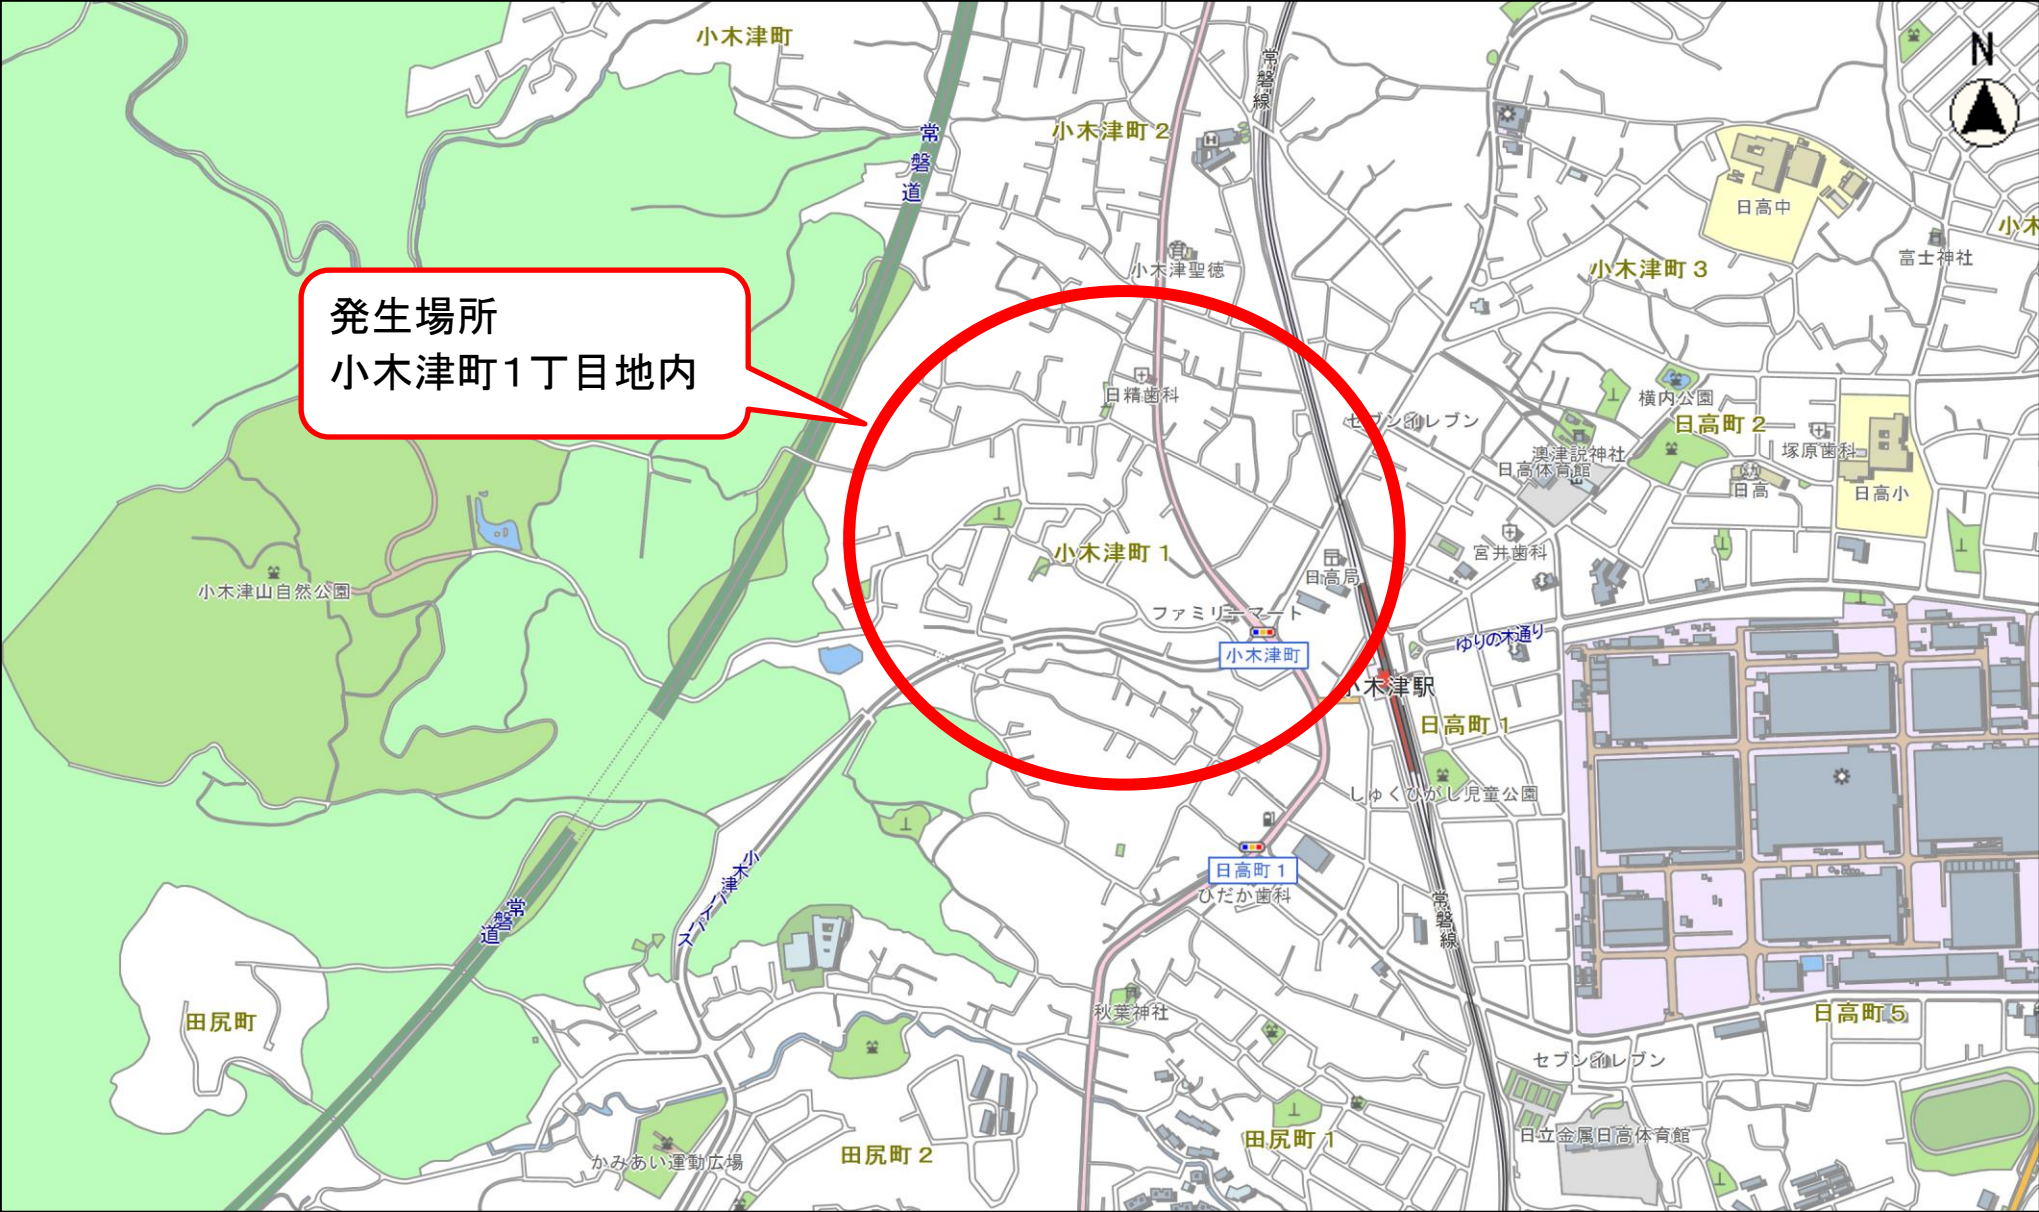 小木津町
常磐線
N
小木津町2
常磐道
日高中
小木
富士神社
小木津聖徳
小木津町3
発生場所
小木津町1丁目地内
日精歯科
横内公園
セブンイレブン
日高町2
塚原歯科
澳津説神社
日高体育館
日高
日高小
小木津町1
宮井歯科
日高局
小木津山自然公園
ファミリーマート
ゆりの木通り
小木津町
小木津駅
日高町1
しゅくひがし児童公園
小木津バイパス
日高町1
ひだか歯科
常磐道
常磐線
秋葉神社
田尻町
日高町5
セブンイレブン
日立金属日高体育館
田尻町1
田尻町2
かみあい運動広場